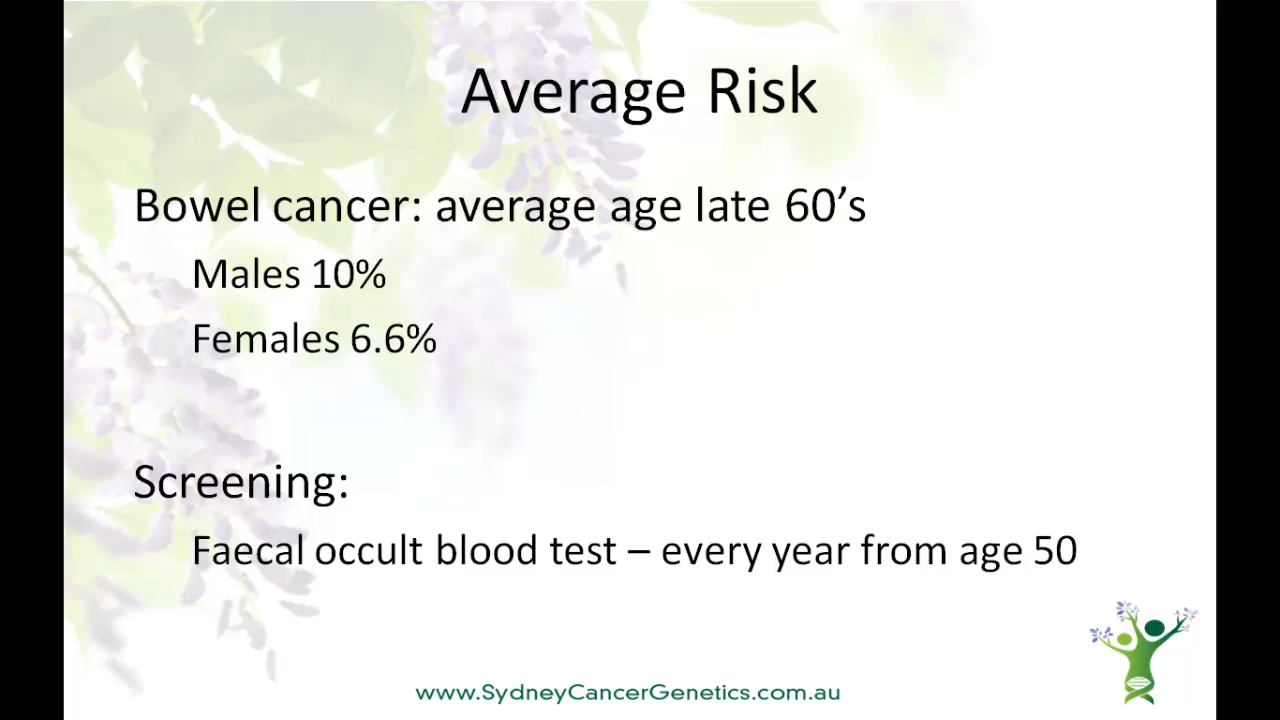 Average Risk
Bowel cancer: average age late 60’s
Males 10%
Females 6.6%
Screening:
Faecal occult blood test – every year from age 50
www.SydneyCancerGenetics.com.au